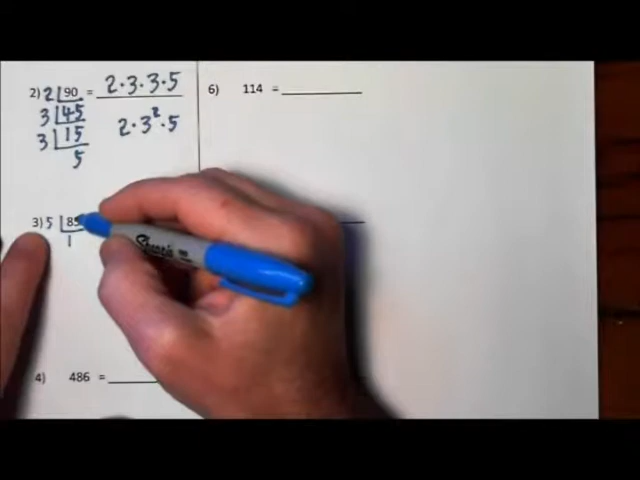 2) 2 90 = 2·3·3·5
3 45
3 15
5
2·3²·5
3) 5 85
1
4) 486 =
6) 114 =
Sharpie